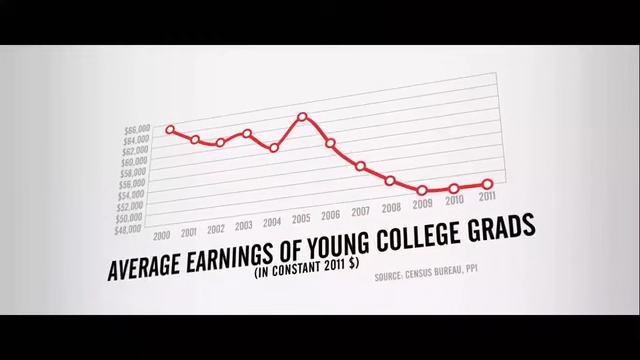 $66,000
$64,000
$62,000
$60,000
$58,000
$56,000
$54,000
$52,000
$50,000
$48,000
2000 2001 2002 2003 2004 2005 2006 2007 2008 2009 2010 2011
AVERAGE EARNINGS OF YOUNG COLLEGE GRADS
(IN CONSTANT 2011 $)
SOURCE: CENSUS BUREAU, PPI